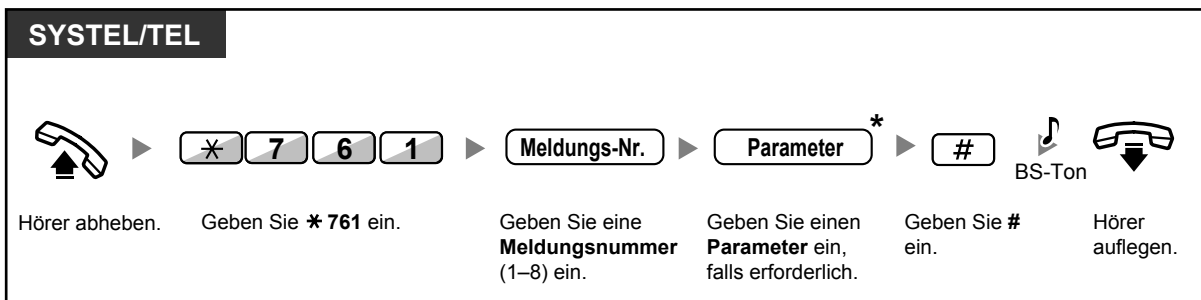 SYSTEL/TEL
✳ 7 6 1 Meldungs-Nr. Parameter * #
BS-Ton
Hörer abheben.
Geben Sie ✳ 761 ein.
Geben Sie eine
Meldungsnummer
(1–8) ein.
Geben Sie einen
Parameter ein,
falls erforderlich.
Geben Sie #
ein.
Hörer
auflegen.